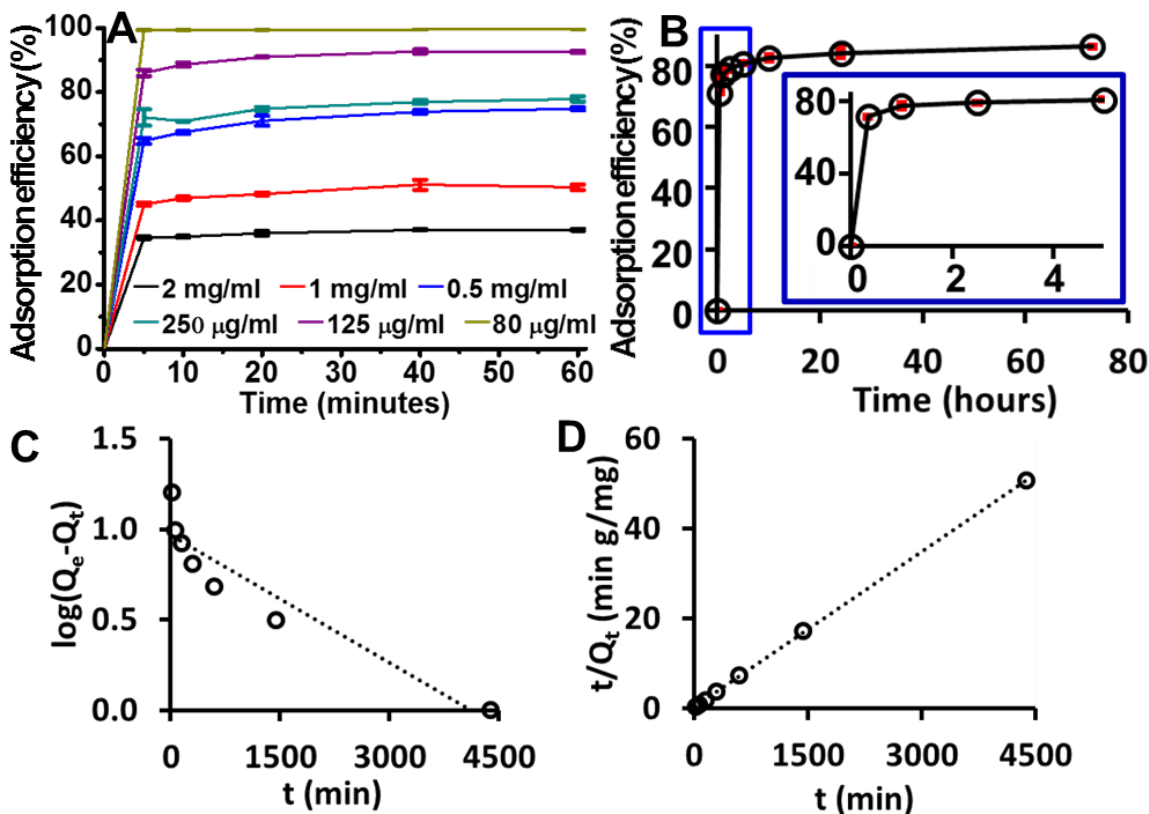 A
Adsorption efficiency(%)
100
80
60
40
20
0
2 mg/ml 1 mg/ml 0.5 mg/ml
250 µg/ml 125 µg/ml 80 µg/ml
0 10 20 30 40 50 60
Time (minutes)
B
Adsorption efficiency(%)
80
60
40
20
0
80
40
0
0 2 4
0 20 40 60 80
Time (hours)
C
log(Qe-Qt)
1.5
1.0
0.5
0.0
0 1500 3000 4500
t (min)
D
t/Qt (min g/mg)
60
40
20
0
0 1500 3000 4500
t (min)